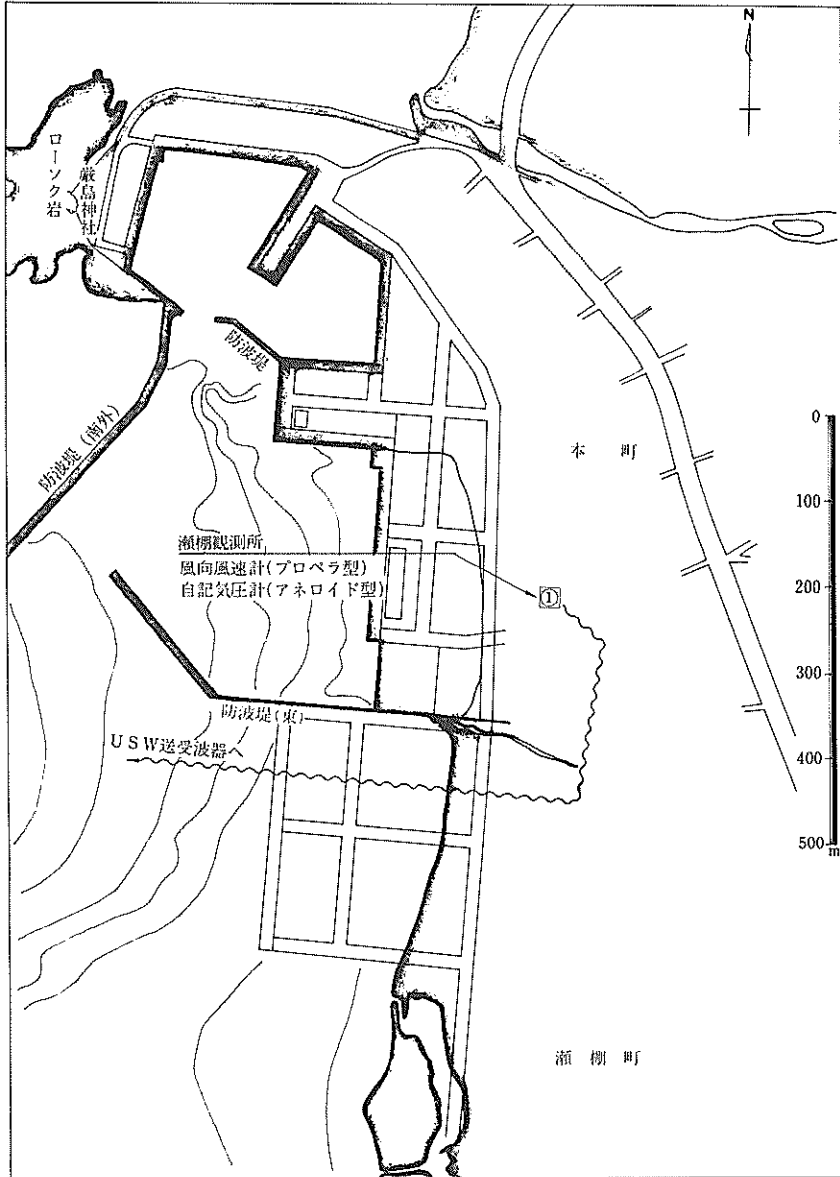 N
ローソク岩
厳島神社
防波堤
防波堤(南外)
本町
0
100
200
300
400
500
m
瀬棚観測所
風向風速計(プロペラ型)
自記気圧計(アネロイド型)
①
防波堤(東)
USW送受波器へ
瀬棚町